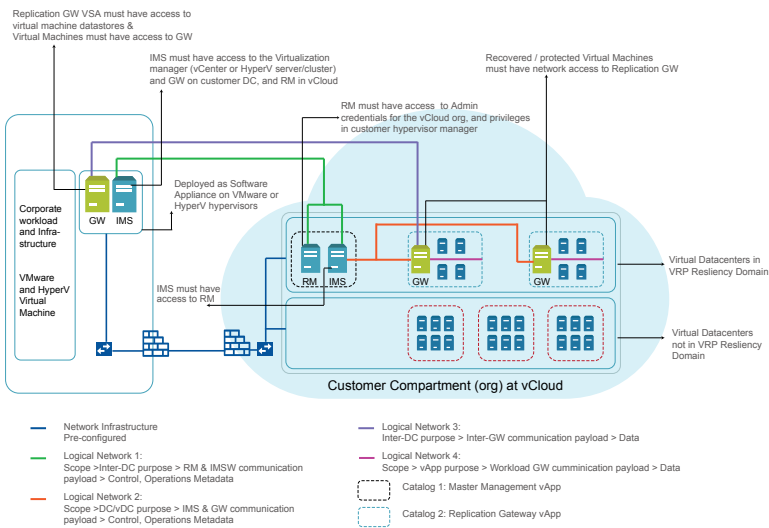 Replication GW VSA must have access to
virtual machine datastores &
Virtual Machines must have access to GW
IMS must have access to the Virtualization
manager (vCenter or HyperV server/cluster)
and GW on customer DC, and RM in vCloud
Recovered / protected Virtual Machines
must have network access to Replication GW
RM must have access to Admin
credentials for the vCloud org, and privileges
in customer hypervisor manager
Deployed as Software
Appliance on VMware or
HyperV hypervisors
Corporate
workload
and Infra-
structure
VMware
and HyperV
Virtual
Machine
GW
IMS
RM
IMS
GW
GW
IMS must have
access to RM
Virtual Datacenters in
VRP Resliency Domain
Virtual Datacenters
not in VRP Resliency
Domain
Customer Compartment (org) at vCloud
Network Infrastructure
Pre-configured
Logical Network 1:
Scope >Inter-DC purpose > RM & IMSW communication
payload > Control, Operations Metadata
Logical Network 2:
Scope >DC/vDC purpose > IMS & GW communication
payload > Control, Operations Metadata
Logical Network 3:
Inter-DC purpose > Inter-GW communication payload > Data
Logical Network 4:
Scope > vApp purpose > Workload GW cumminication payload > Data
Catalog 1: Master Management vApp
Catalog 2: Replication Gateway vApp